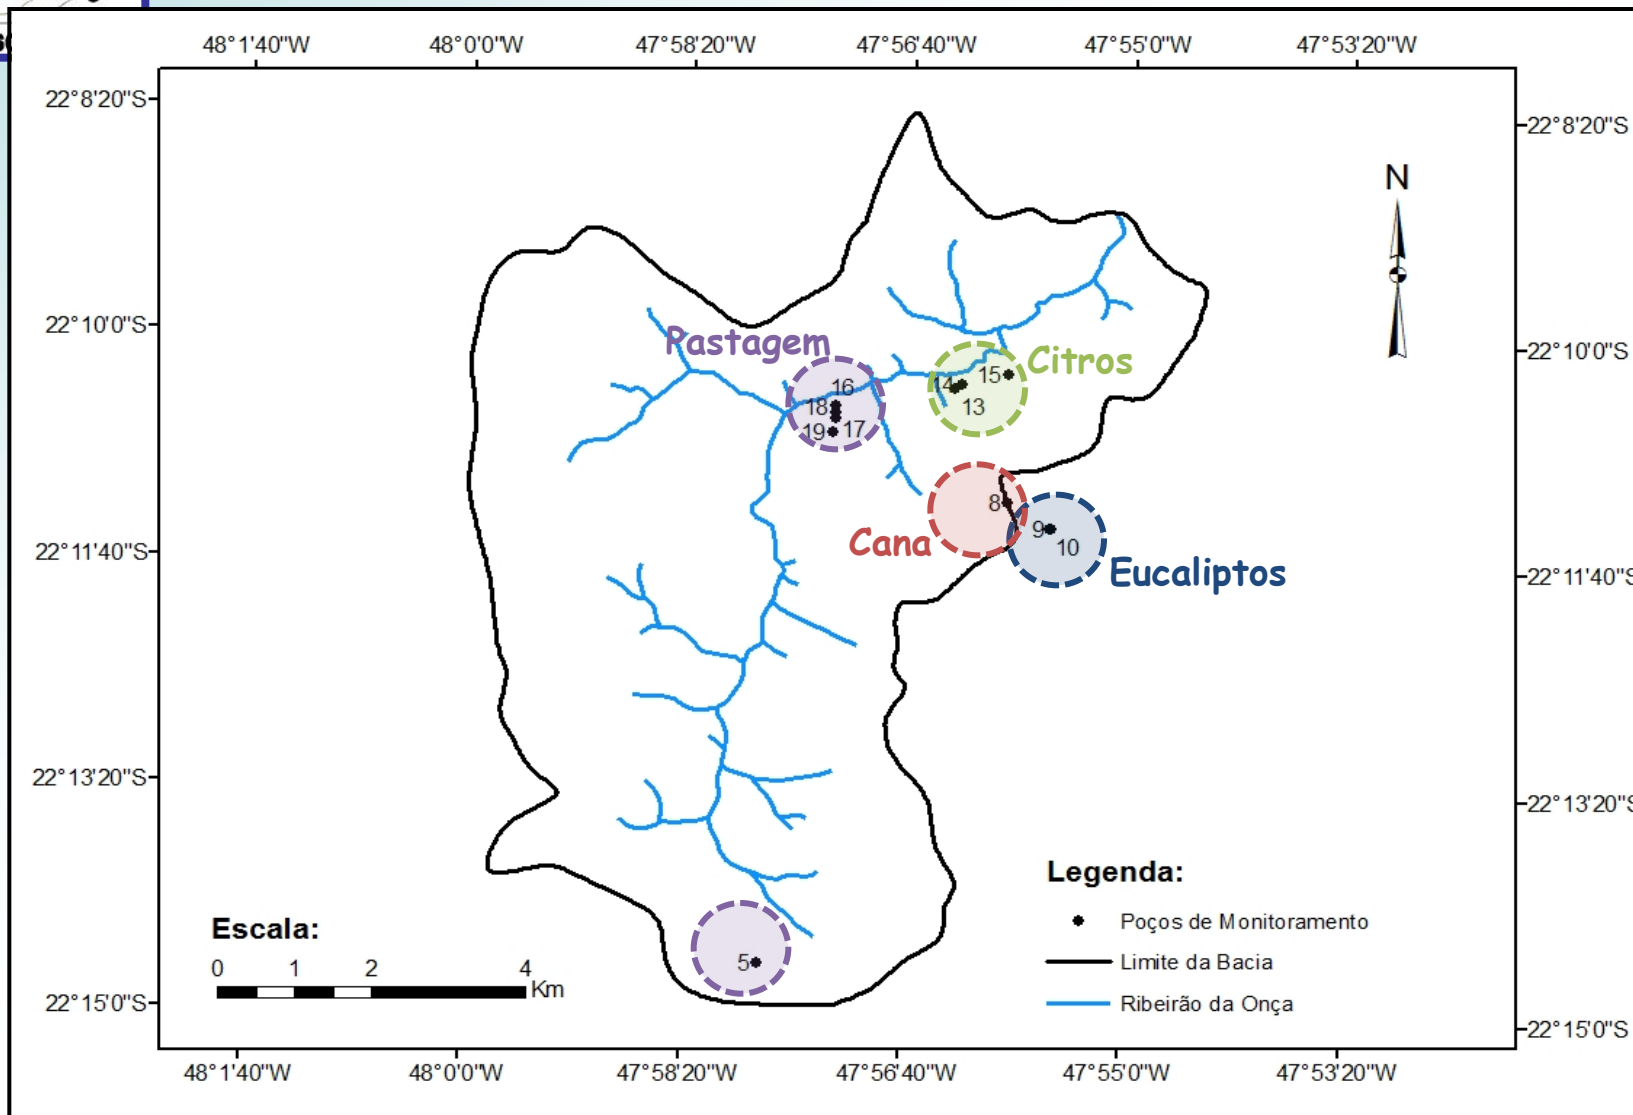 48°1'40"W 48°0'0"W 47°58'20"W 47°56'40"W 47°55'0"W 47°53'20"W
22°8'20"S
22°8'20"S
N
22°10'0"S
22°10'0"S
Pastagem
Citros
16
14
15
18
13
19
17
8
9
10
Cana
Eucaliptos
22°11'40"S
22°11'40"S
22°13'20"S
22°13'20"S
5
Escala:
0 1 2 4
Km
Legenda:
Poços de Monitoramento
Limite da Bacia
Ribeirão da Onça
22°15'0"S
22°15'0"S
48°1'40"W 48°0'0"W 47°58'20"W 47°56'40"W 47°55'0"W 47°53'20"W